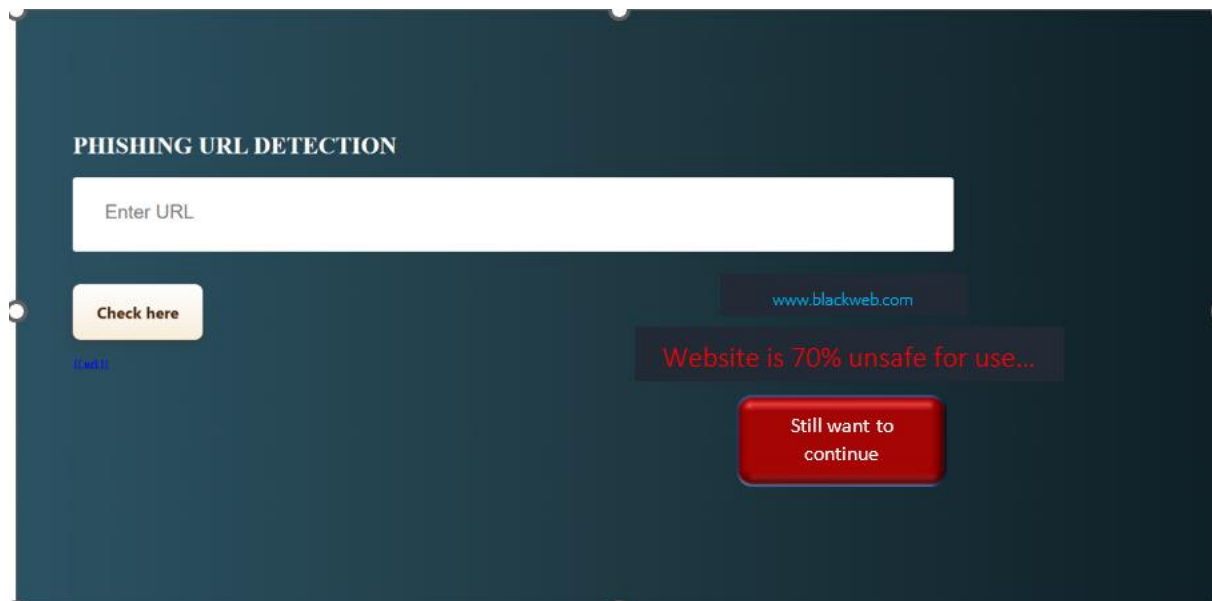 PHISHING URL DETECTION
Enter URL
Check here
{{ url }}
www.blackweb.com
Website is 70% unsafe for use...
Still want to
continue